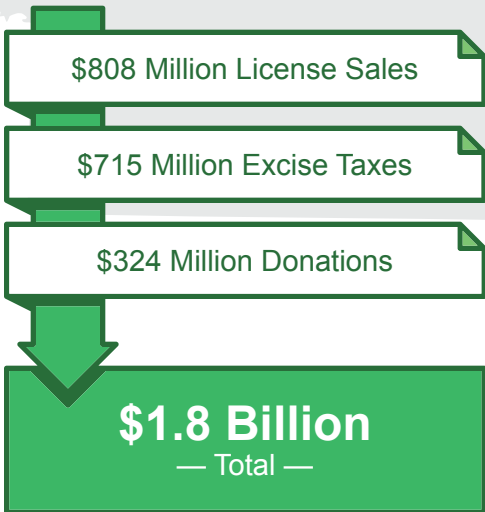 $808 Million License Sales
$715 Million Excise Taxes
$324 Million Donations
$1.8 Billion
— Total —